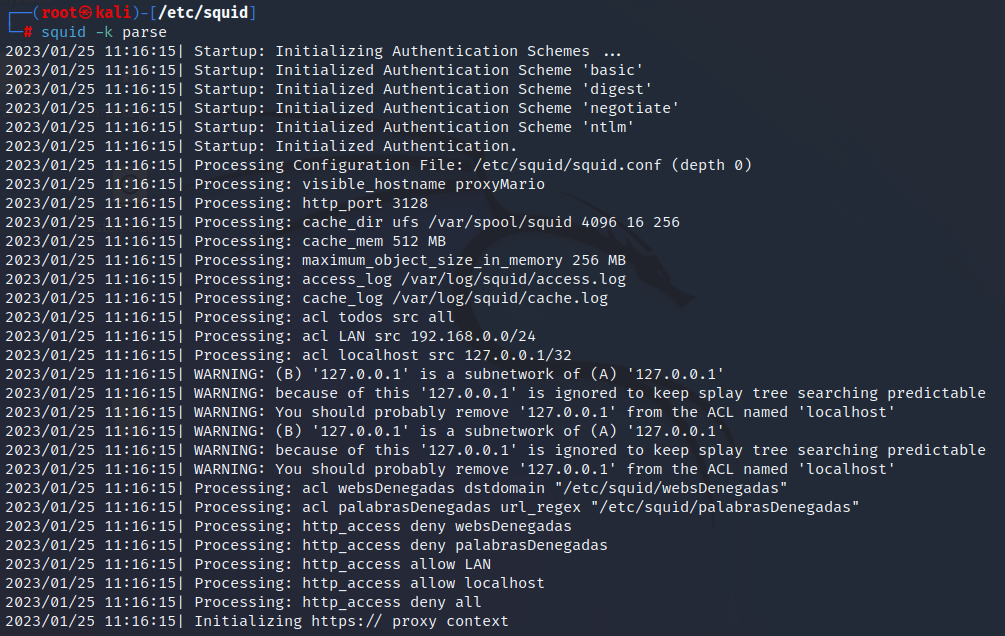 ┌──(root㉿kali)-[/etc/squid]
└─# squid -k parse
2023/01/25 11:16:15| Startup: Initializing Authentication Schemes ...
2023/01/25 11:16:15| Startup: Initialized Authentication Scheme 'basic'
2023/01/25 11:16:15| Startup: Initialized Authentication Scheme 'digest'
2023/01/25 11:16:15| Startup: Initialized Authentication Scheme 'negotiate'
2023/01/25 11:16:15| Startup: Initialized Authentication Scheme 'ntlm'
2023/01/25 11:16:15| Startup: Initialized Authentication.
2023/01/25 11:16:15| Processing Configuration File: /etc/squid/squid.conf (depth 0)
2023/01/25 11:16:15| Processing: visible_hostname proxyMario
2023/01/25 11:16:15| Processing: http_port 3128
2023/01/25 11:16:15| Processing: cache_dir ufs /var/spool/squid 4096 16 256
2023/01/25 11:16:15| Processing: cache_mem 512 MB
2023/01/25 11:16:15| Processing: maximum_object_size_in_memory 256 MB
2023/01/25 11:16:15| Processing: access_log /var/log/squid/access.log
2023/01/25 11:16:15| Processing: cache_log /var/log/squid/cache.log
2023/01/25 11:16:15| Processing: acl todos src all
2023/01/25 11:16:15| Processing: acl LAN src 192.168.0.0/24
2023/01/25 11:16:15| Processing: acl localhost src 127.0.0.1/32
2023/01/25 11:16:15| WARNING: (B) '127.0.0.1' is a subnetwork of (A) '127.0.0.1'
2023/01/25 11:16:15| WARNING: because of this '127.0.0.1' is ignored to keep splay tree searching predictable
2023/01/25 11:16:15| WARNING: You should probably remove '127.0.0.1' from the ACL named 'localhost'
2023/01/25 11:16:15| WARNING: (B) '127.0.0.1' is a subnetwork of (A) '127.0.0.1'
2023/01/25 11:16:15| WARNING: because of this '127.0.0.1' is ignored to keep splay tree searching predictable
2023/01/25 11:16:15| WARNING: You should probably remove '127.0.0.1' from the ACL named 'localhost'
2023/01/25 11:16:15| Processing: acl websDenegadas dstdomain "/etc/squid/websDenegadas"
2023/01/25 11:16:15| Processing: acl palabrasDenegadas url_regex "/etc/squid/palabrasDenegadas"
2023/01/25 11:16:15| Processing: http_access deny websDenegadas
2023/01/25 11:16:15| Processing: http_access deny palabrasDenegadas
2023/01/25 11:16:15| Processing: http_access allow LAN
2023/01/25 11:16:15| Processing: http_access allow localhost
2023/01/25 11:16:15| Processing: http_access deny all
2023/01/25 11:16:15| Initializing https:// proxy context